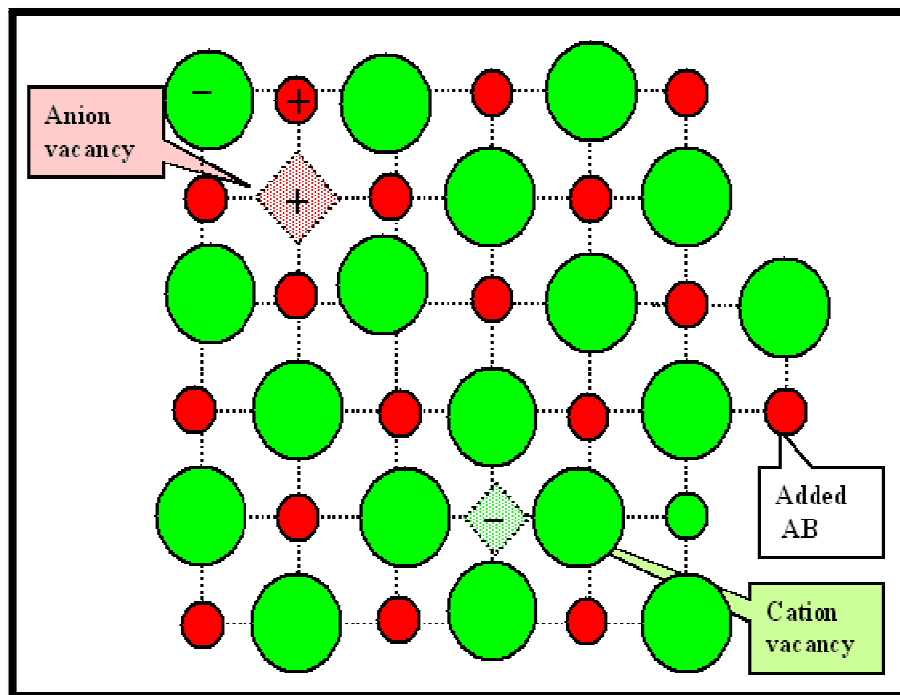 −
+
Anion
vacancy
+
−
Added
AB
Cation
vacancy